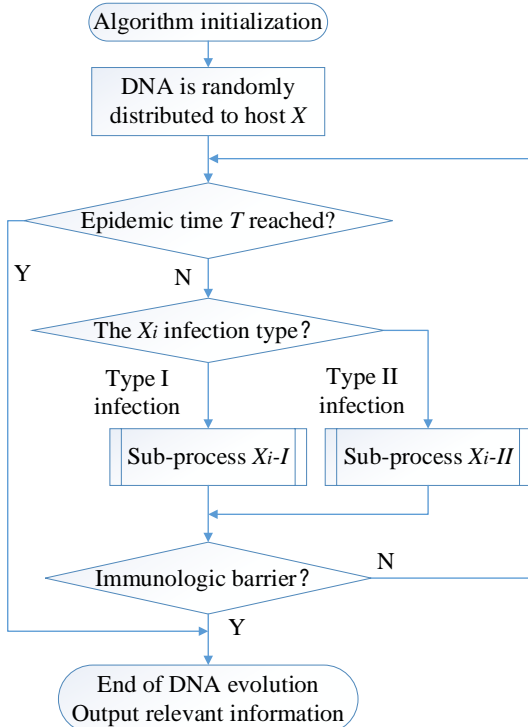 Algorithm initialization
DNA is randomly
distributed to host X
Epidemic time T reached?
Y
N
The Xi infection type?
Type I
infection
Type II
infection
Sub-process Xi-I
Sub-process Xi-II
Immunologic barrier?
N
Y
End of DNA evolution
Output relevant information